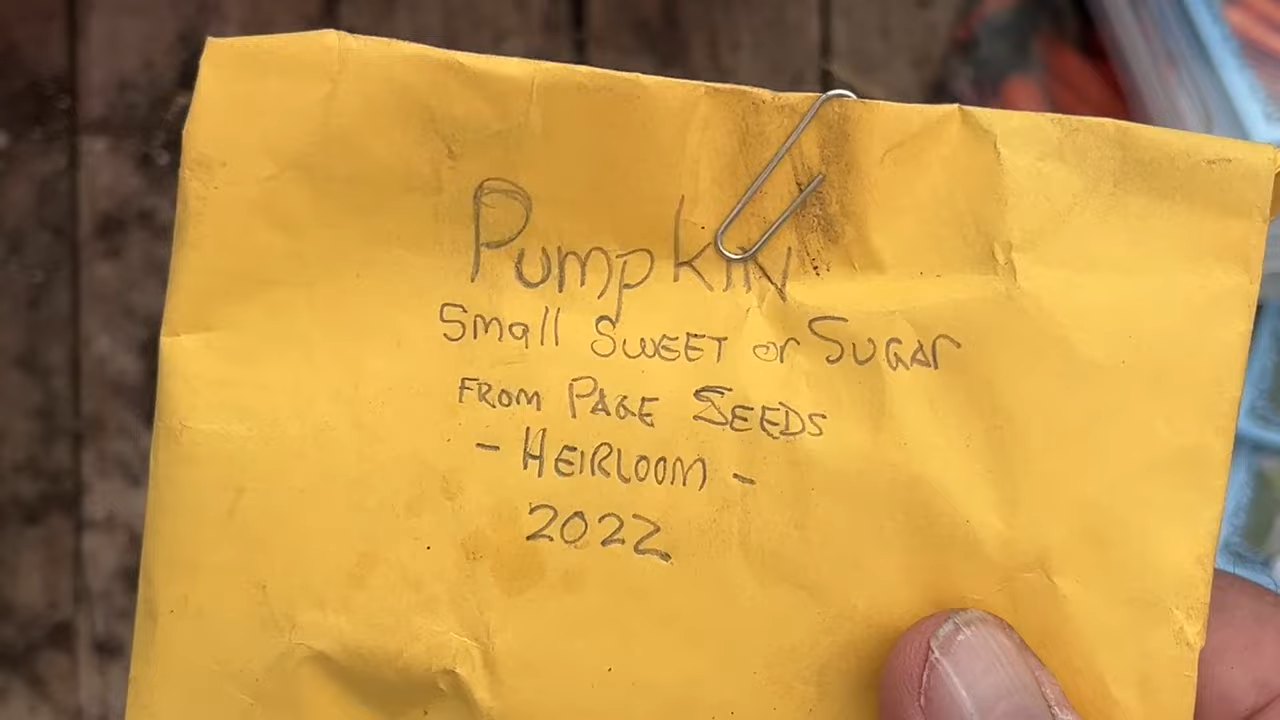 Pumpkin
Small Sweet or Sugar
From Page Seeds
- Heirloom -
2022